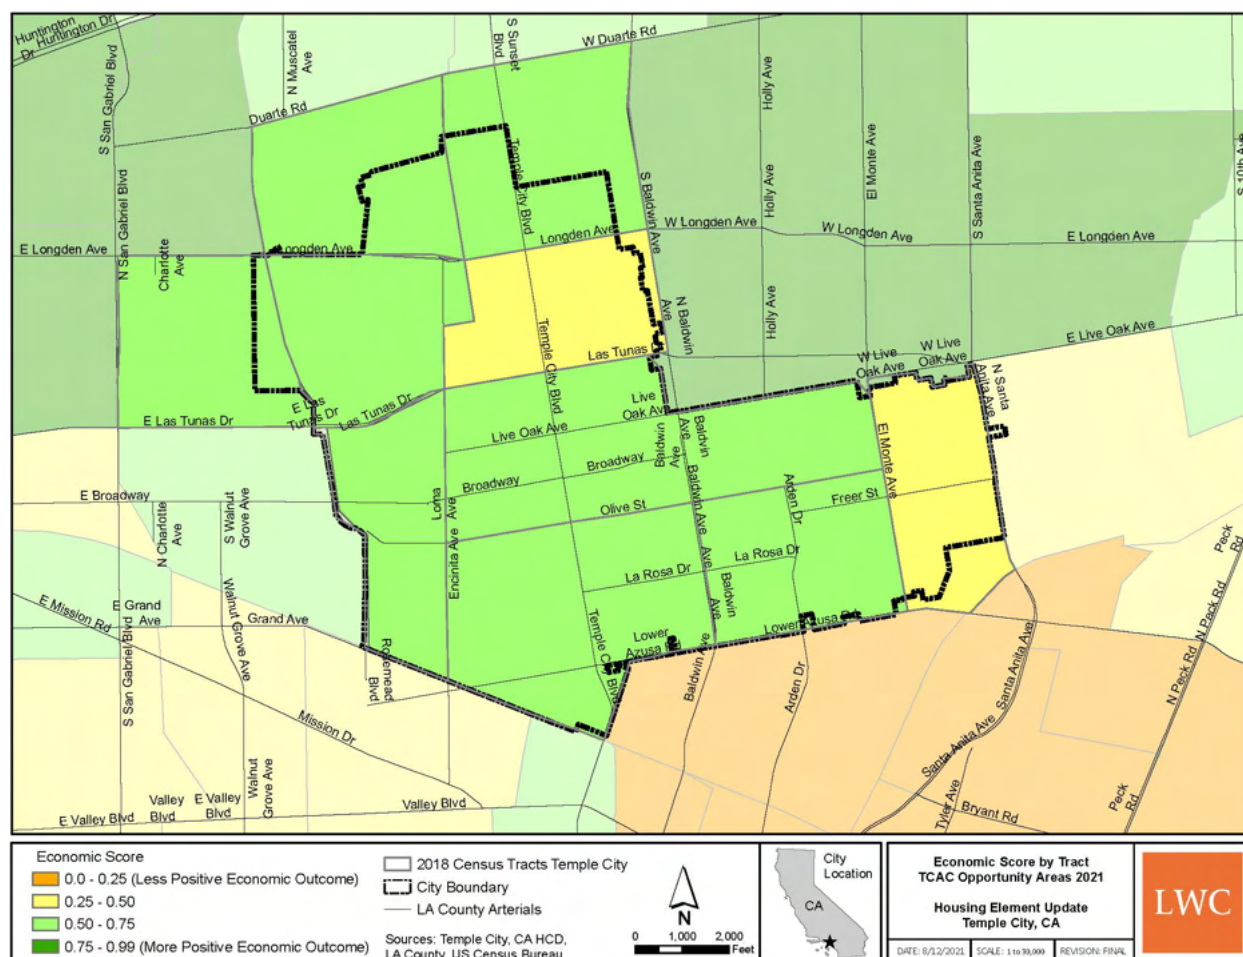 Huntington Dr
Huntington Dr
S San Gabriel Blvd
N Muscatel
Ave
S Sunset
Blvd
W Duarte Rd
Duarte Rd
Holly Ave
El Monte Ave
S Santa Anita Ave
S 10th Ave
Temple City Blvd
S Baldwin Ave
Holly Ave
E Longden Ave
N San Gabriel Blvd
Charlotte
Ave
Longden Ave
Longden Ave
W Longden Ave
W Longden Ave
E Longden Ave
N Baldwin
Ave
Holly Ave
Temple City Blvd
Las Tunas
W Live
Oak Ave
W Live
Oak Ave
E Live Oak Ave
N Santa
Anita Ave
E Las Tunas Dr
E Las
Tunas Dr
Las Tunas Dr
Live
Oak Ave
Live Oak Ave
Baldwin
Ave
Baldwin
Ave
Broadway
Broadway
El Monte Ave
E Broadway
N Charlotte
Ave
S Walnut
Grove Ave
Loma
Ave
Encinita Ave
Olive St
Baldwin Ave
Arden Dr
Freer St
La Rosa Dr
La Rosa Dr
Baldwin
Ave
Ave
Peck
Rd
E Mission Rd
E Grand
Ave
Grand Ave
Walnut Grove Ave
S San Gabriel Blvd
Rosemead
Blvd
Temple City Blvd
Lower
Azusa Rd
Lower Azusa Rd
Baldwin Ave
Arden Dr
Santa Anita Ave
Santa Anita Ave
N Peck Rd
N Peck Rd
Mission Dr
Walnut
Grove Ave
Valley
Blvd
E Valley
Blvd
E Valley Blvd
Valley Blvd
Tyler Ave
Bryant Rd
Peck
Rd
Economic Score
0.0 - 0.25 (Less Positive Economic Outcome)
0.25 - 0.50
0.50 - 0.75
0.75 - 0.99 (More Positive Economic Outcome)
2018 Census Tracts Temple City
City Boundary
LA County Arterials
Sources: Temple City, CA HCD,
LA County, US Census Bureau
N
0 1,000 2,000
Feet
City
Location
CA
Economic Score by Tract
TCAC Opportunity Areas 2021
Housing Element Update
Temple City, CA
DATE: 8/12/2021 SCALE: 1 to 30,000 REVISION: FINAL
LWC